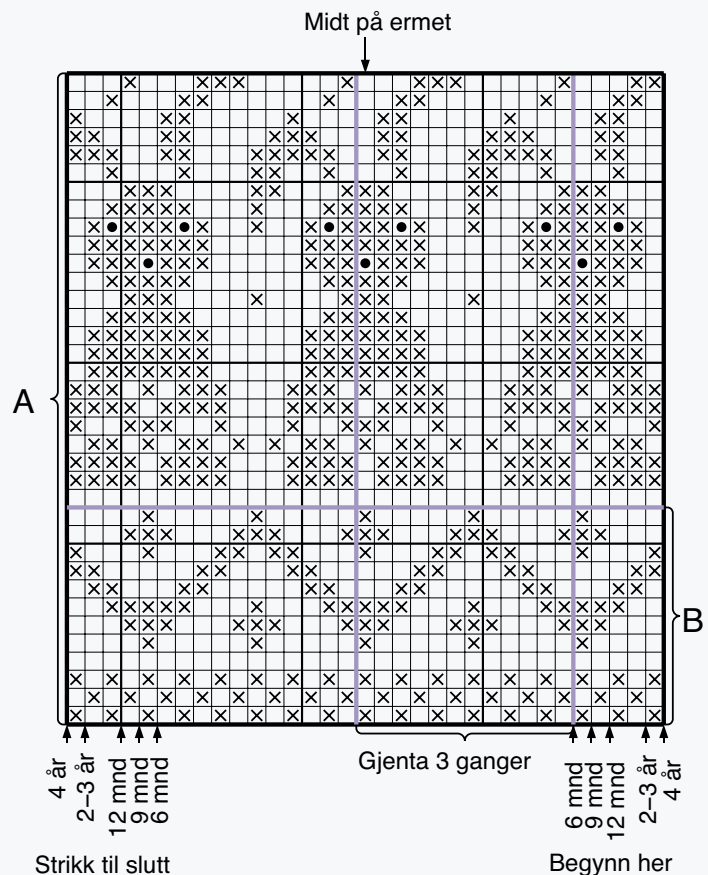 Midt på ermet
A
B
Gjenta 3 ganger
4 år
2–3 år
12 mnd
9 mnd
6 mnd
6 mnd
9 mnd
12 mnd
2–3 år
4 år
Strikk til slutt
Begynn her